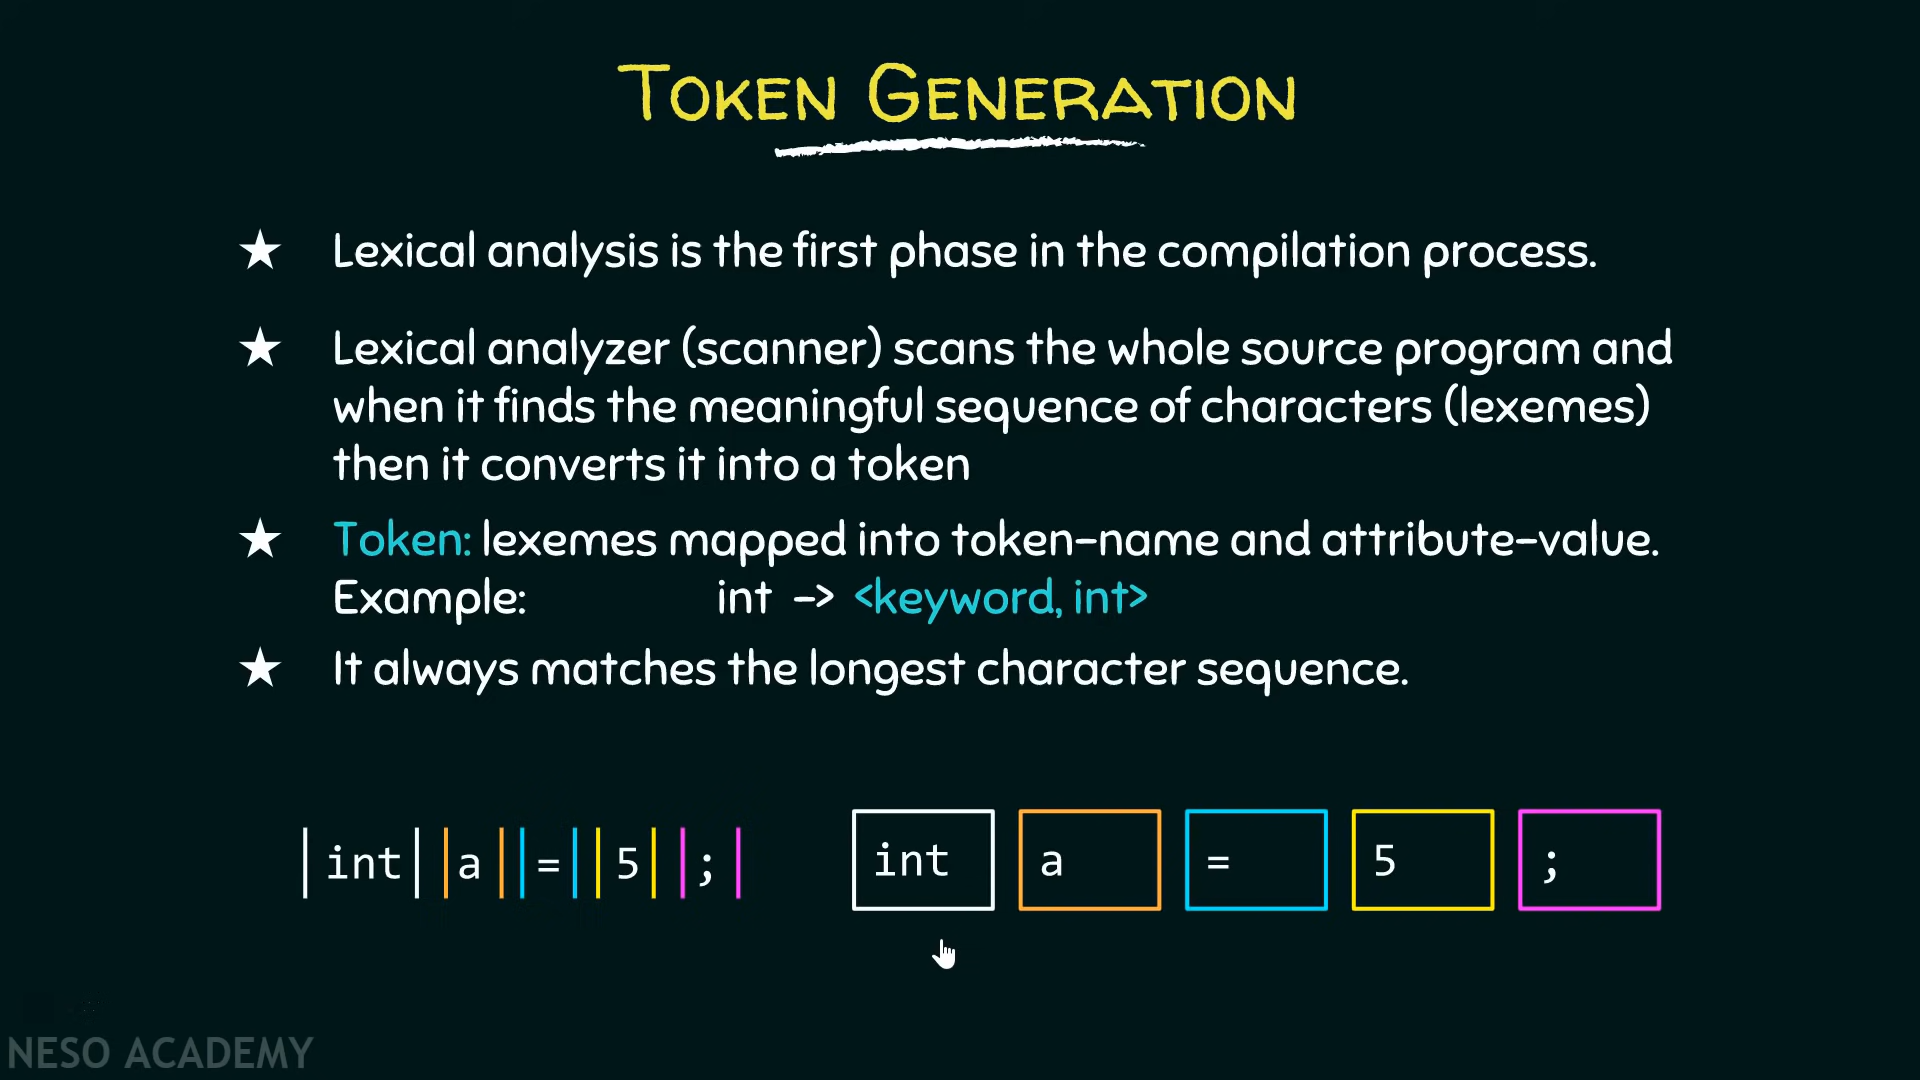 TOKEN GENERATION
★ Lexical analysis is the first phase in the compilation process.
★ Lexical analyzer (scanner) scans the whole source program and
when it finds the meaningful sequence of characters (lexemes)
then it converts it into a token
★ Token: lexemes mapped into token-name and attribute-value.
Example: int -> <keyword, int>
★ It always matches the longest character sequence.
|int| |a| |=| |5| |;| int a = 5 ;
NESO ACADEMY